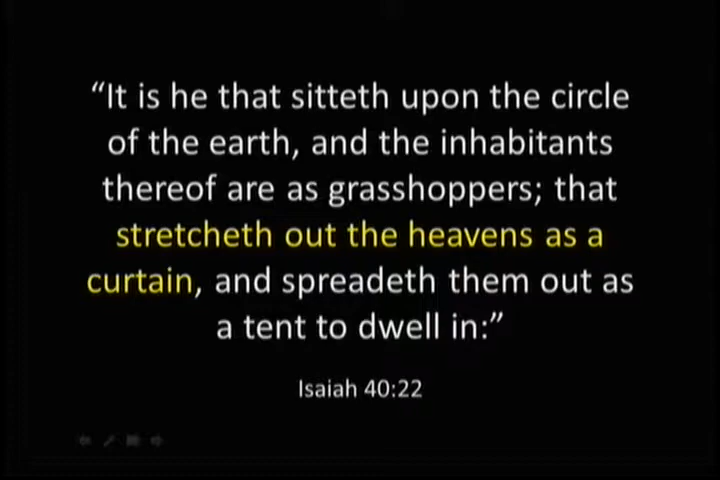 “It is he that sitteth upon the circle
of the earth, and the inhabitants
thereof are as grasshoppers; that
stretcheth out the heavens as a
curtain, and spreadeth them out as
a tent to dwell in:”
Isaiah 40:22